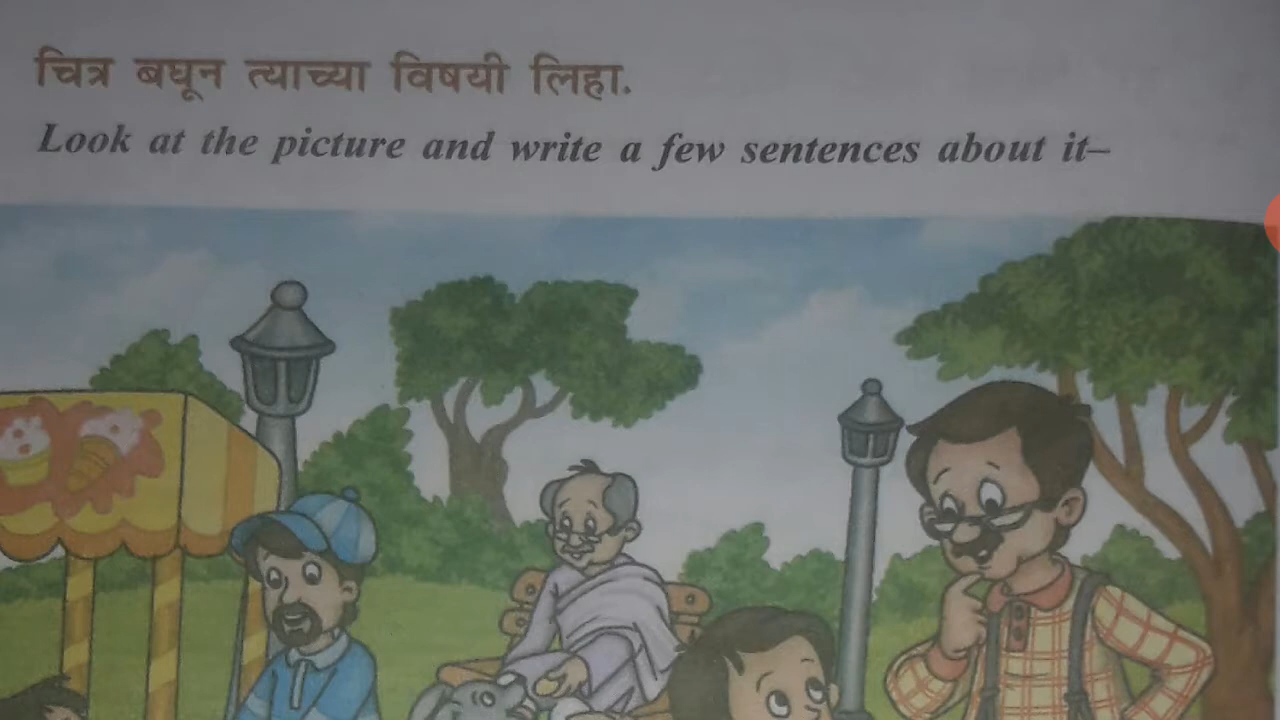 चित्र बघून त्याच्या विषयी लिहा.
Look at the picture and write a few sentences about it–